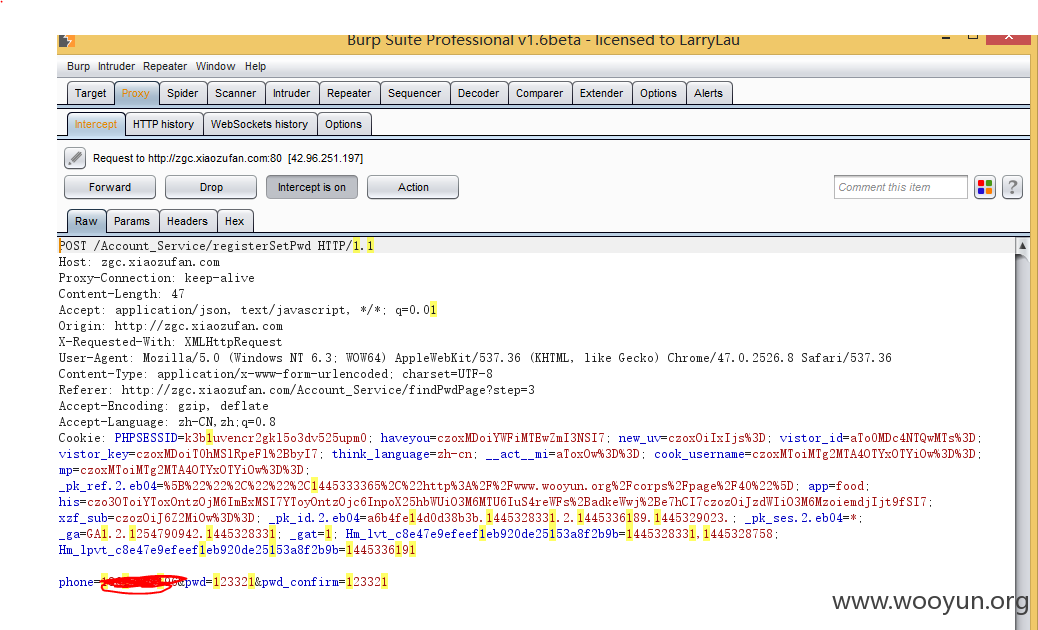 Burp Suite Professional v1.6beta - licensed to LarryLau
Burp Intruder Repeater Window Help
Target Proxy Spider Scanner Intruder Repeater Sequencer Decoder Comparer Extender Options Alerts
Intercept HTTP history WebSockets history Options
Request to http://zgc.xiaozufan.com:80 [42.96.251.197]
Forward Drop Intercept is on Action Comment this item ?
Raw Params Headers Hex
POST /Account_Service/registerSetPwd HTTP/1.1
Host: zgc.xiaozufan.com
Proxy-Connection: keep-alive
Content-Length: 47
Accept: application/json, text/javascript, */*; q=0.01
Origin: http://zgc.xiaozufan.com
X-Requested-With: XMLHttpRequest
User-Agent: Mozilla/5.0 (Windows NT 6.3; WOW64) AppleWebKit/537.36 (KHTML, like Gecko) Chrome/47.0.2526.8 Safari/537.36
Content-Type: application/x-www-form-urlencoded; charset=UTF-8
Referer: http://zgc.xiaozufan.com/Account_Service/findPwdPage?step=3
Accept-Encoding: gzip, deflate
Accept-Language: zh-CN,zh;q=0.8
Cookie: PHPSESSID=k3b1uvencr2gkl5o3dv525upm0; haveyou=czoxMDoiYWFiMTEwZmI3NSI7; new_uv=czoxOiIxIjs%3D; vistor_id=aTo0MDc4NTQwMTs%3D;
vistor_key=czoxMDoiT0hMSlRpeFl%2BbyI7; think_language=zh-cn; __act__mi=aToxOw%3D%3D; cook_username=czoxMToiMTg2MTA4OTYxOTYiOw%3D%3D;
mp=czoxMToiMTg2MTA4OTYxOTYiOw%3D%3D;
_pk_ref.2.eb04=%5B%22%22%2C%22%22%2C1445333365%2C%22http%3A%2F%2Fwww.wooyun.org%2Fcorps%2Fpage%2F40%22%5D; app=food;
his=czo3OToiYToxOntzOjM6ImExMSI7YToyOntzOjc6InpoX25hbWUiO3M6MTU6IuS4reWFs%2BadkeWwj%2Be7hCI7czozOiJzdWIiO3M6MzoiemdjIjt9fSI7;
xzf_sub=czozOiJ6Z2MiOw%3D%3D; _pk_id.2.eb04=a6b4fe14d0d38b3b.1445328331.2.1445336189.1445329023.; _pk_ses.2.eb04=*;
_ga=GA1.2.1254790942.1445328331; _gat=1; Hm_lvt_c8e47e9efeef1eb920de25153a8f2b9b=1445328331,1445328758;
Hm_lpvt_c8e47e9efeef1eb920de25153a8f2b9b=1445336191
phone= &pwd=123321&pwd_confirm=123321
www.wooyun.org